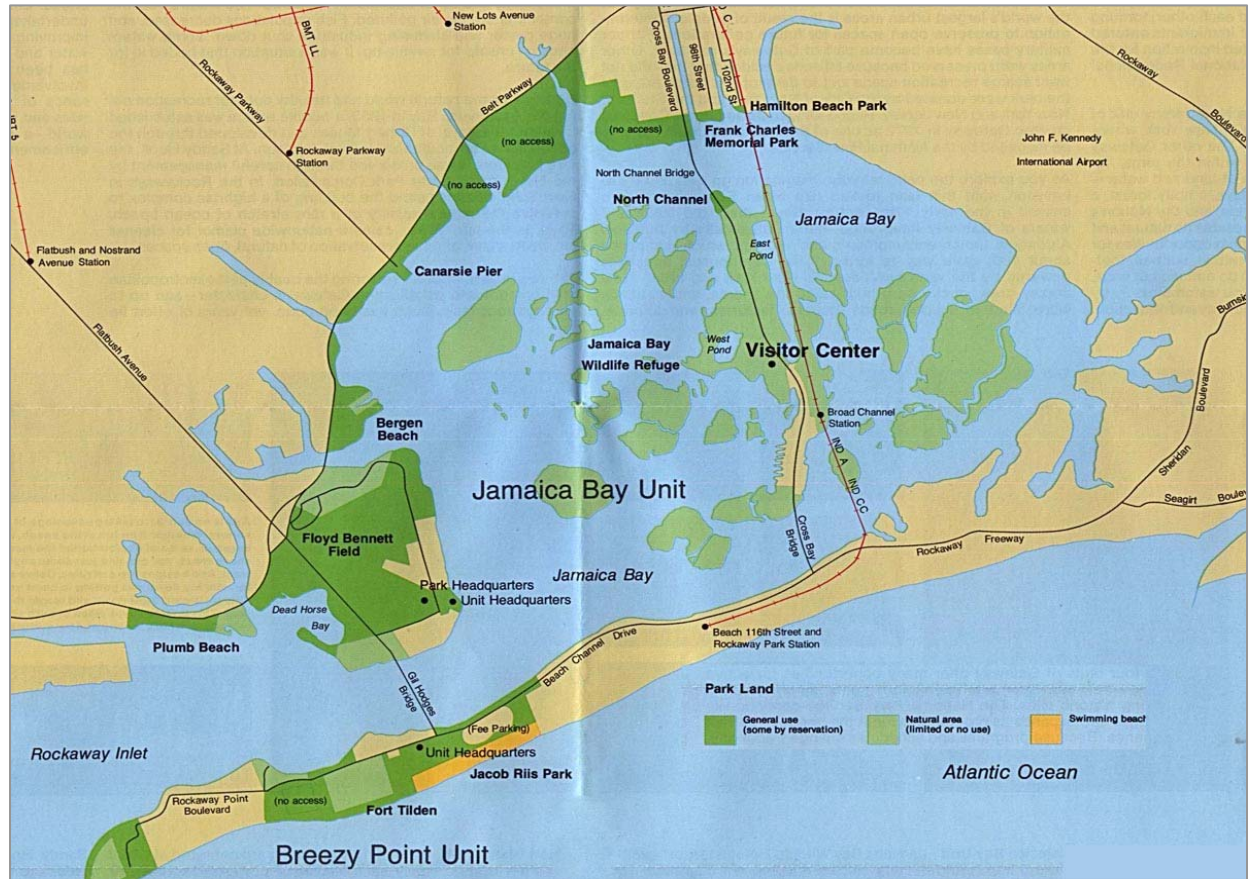 New Lots Avenue
Station
BMT LL
Rockaway Parkway
Belt Parkway
Cross Bay Boulevard
98th Street
102nd St
Hamilton Beach Park
Frank Charles
Memorial Park
(no access)
(no access)
(no access)
Rockaway
Boulevard
John F. Kennedy
International Airport
Rockaway Parkway
Station
North Channel Bridge
North Channel
Jamaica Bay
East
Pond
Flatbush and Nostrand
Avenue Station
Canarsie Pier
Flatbush Avenue
Jamaica Bay
Wildlife Refuge
West
Pond
Visitor Center
Broad Channel
Station
IND A
IND CC
Bergen
Beach
Jamaica Bay Unit
Boulevard
Sheridan
Seagirt
Floyd Bennett
Field
Cross Bay
Bridge
Rockaway Freeway
Jamaica Bay
Park Headquarters
Unit Headquarters
Dead Horse
Bay
Plumb Beach
Beach 116th Street and
Rockaway Park Station
Beach Channel Drive
Gil Hodges
Bridge
Park Land
General use
(some by reservation)
Natural area
(limited or no use)
Swimming beach
(Fee Parking)
Unit Headquarters
Rockaway Inlet
Jacob Riis Park
Atlantic Ocean
Rockaway Point
Boulevard
(no access)
Fort Tilden
Breezy Point Unit